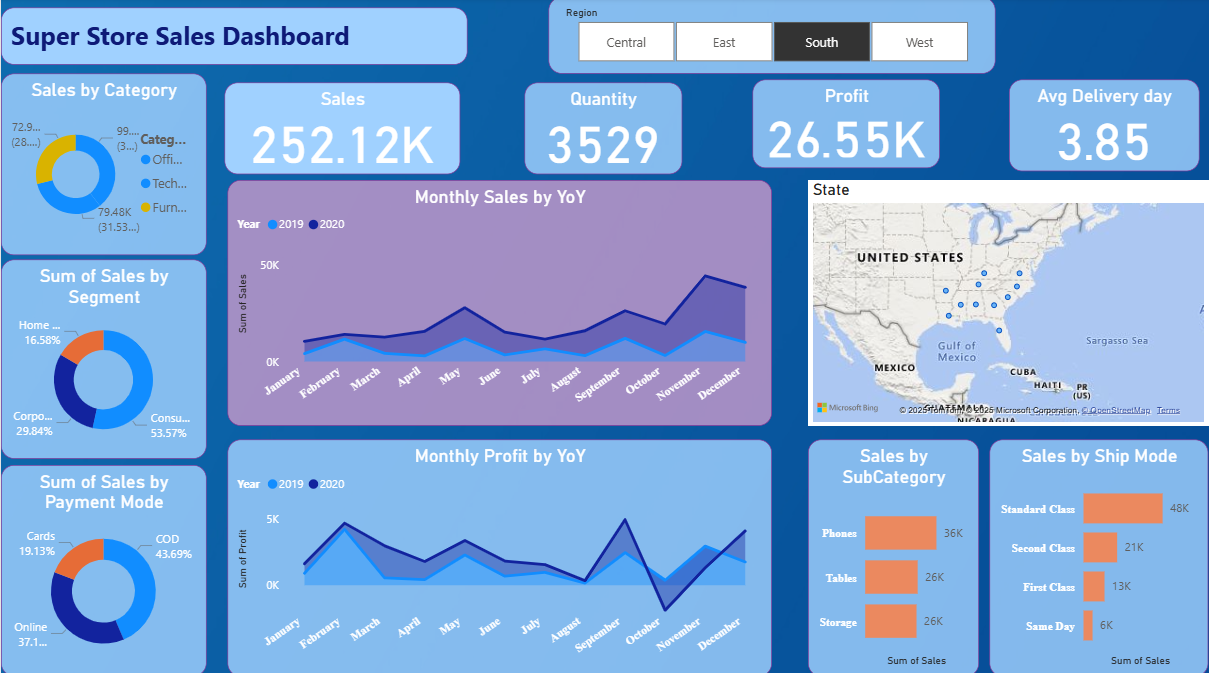 Super Store Sales Dashboard
Region
Central
East
South
West
Sales by Category
72.9...
(28....)
99....
(3...)
79.48K
(31.53...
Categ...
Offi...
Tech...
Furn...
Sales
252.12K
Quantity
3529
Profit
26.55K
Avg Delivery day
3.85
Sum of Sales by
Segment
Home ...
16.58%
Corpo...
29.84%
Consu...
53.57%
Monthly Sales by YoY
Year 2019 2020
Sum of Sales
50K
0K
January
February
March
April
May
June
July
August
September
October
November
December
State
UNITED STATES
MEXICO
Gulf of
Mexico
Sargasso Sea
CUBA
HAITI
PR
(US)
GUATEMALA
NICARAGUA
A
Microsoft Bing
© 2025 TomTom, © 2025 Microsoft Corporation, © OpenStreetMap Terms
Sum of Sales by
Payment Mode
Cards
19.13%
COD
43.69%
Online
37.1...
Monthly Profit by YoY
Year 2019 2020
Sum of Profit
5K
0K
January
February
March
April
May
June
July
August
September
October
November
December
Sales by
SubCategory
Phones 36K
Tables 26K
Storage 26K
Sum of Sales
Sales by Ship Mode
Standard Class 48K
Second Class 21K
First Class 13K
Same Day 6K
Sum of Sales